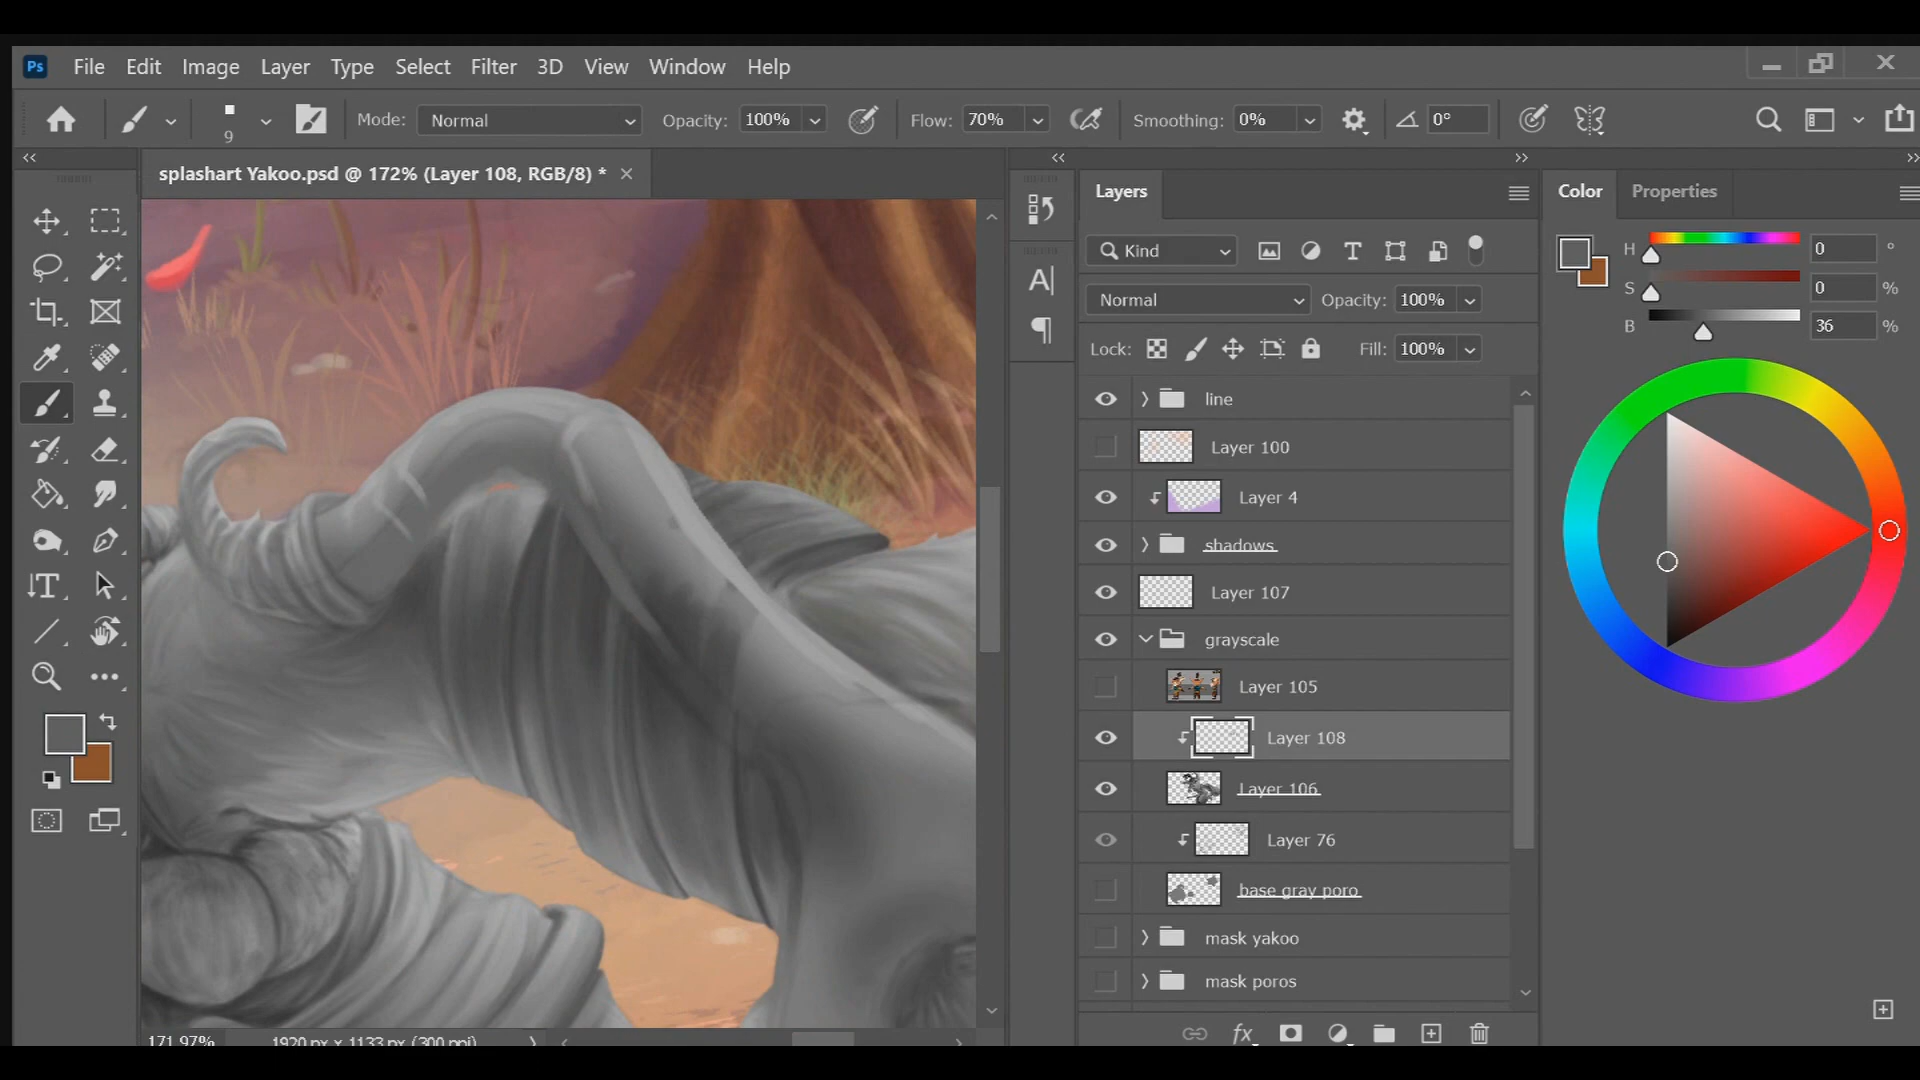 Ps File Edit Image Layer Type Select Filter 3D View Window Help
9 Mode: Normal Opacity: 100% Flow: 70% Smoothing: 0% 0°
splashart Yakoo.psd @ 172% (Layer 108, RGB/8) *
Layers
Color Properties
Kind
H 0 °
S 0 %
B 36 %
Normal Opacity: 100%
Lock: Fill: 100%
line
Layer 100
Layer 4
shadows
Layer 107
grayscale
Layer 105
Layer 108
Layer 106
Layer 76
base gray poro
mask yakoo
mask poros
171.97% 1920 px x 1133 px (300 ppi)
fx